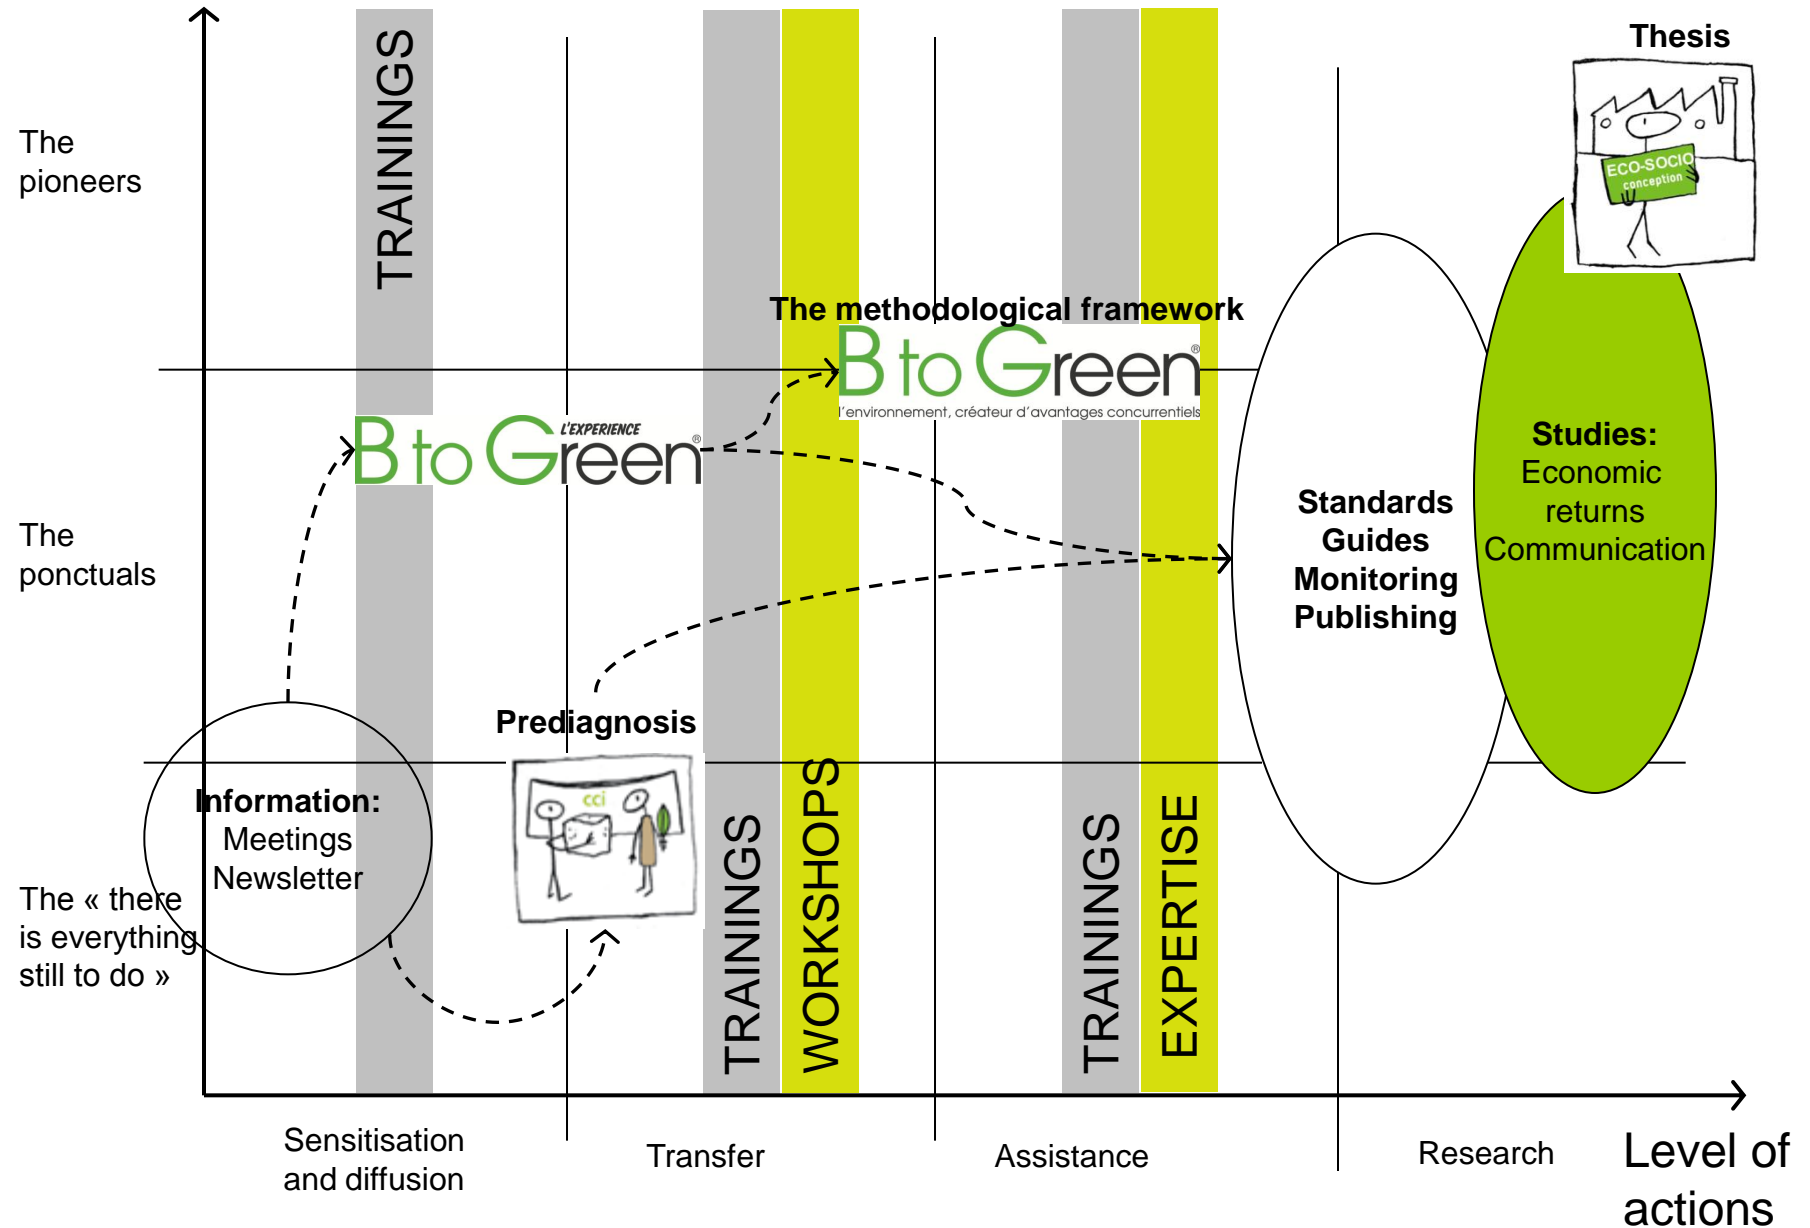 Thesis
ECO-SOCIO
conception
The
pioneers
TRAININGS
The methodological framework
B to Green®
l'environnement, créateur d'avantages concurrentiels
L'EXPERIENCE
B to Green®
Studies:
Economic
returns
Communication
Standards
Guides
Monitoring
Publishing
The
ponctuals
Prediagnosis
cci
Information:
Meetings
Newsletter
The « there
is everything
still to do »
TRAININGS
WORKSHOPS
TRAININGS
EXPERTISE
Sensitisation
and diffusion
Transfer
Assistance
Research
Level of
actions